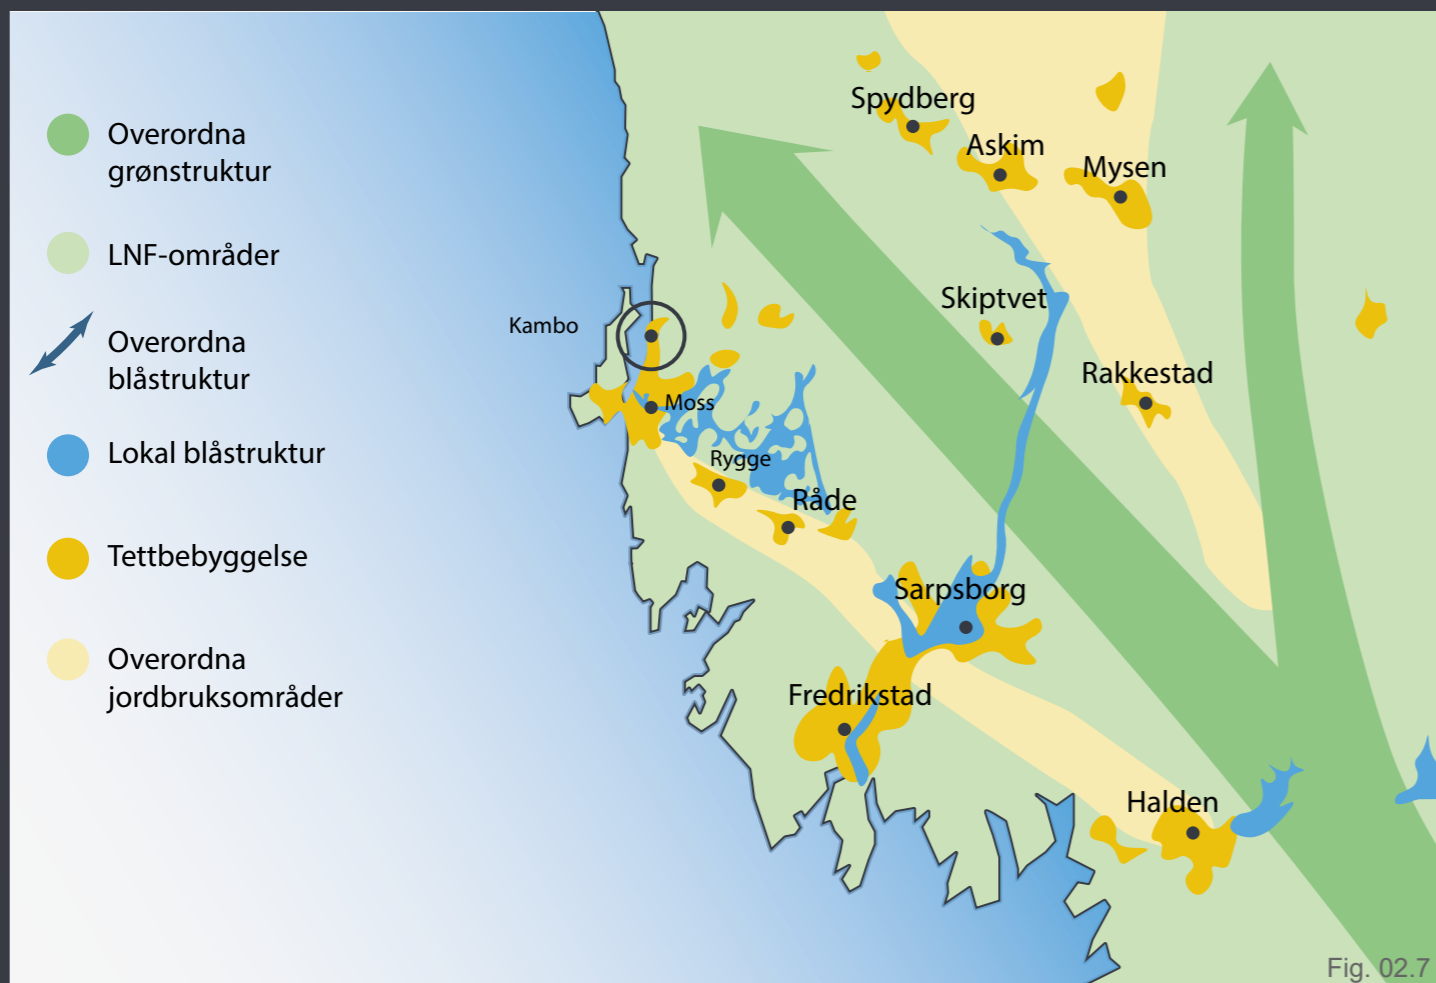 Overordna
grønstruktur
LNF-områder
Overordna
blåstruktur
Lokal blåstruktur
Tettbebyggelse
Overordna
jordbruksområder
Spydberg
Askim
Mysen
Skiptvet
Kambo
Rakkestad
Moss
Rygge
Råde
Sarpsborg
Fredrikstad
Halden
Fig. 02.7